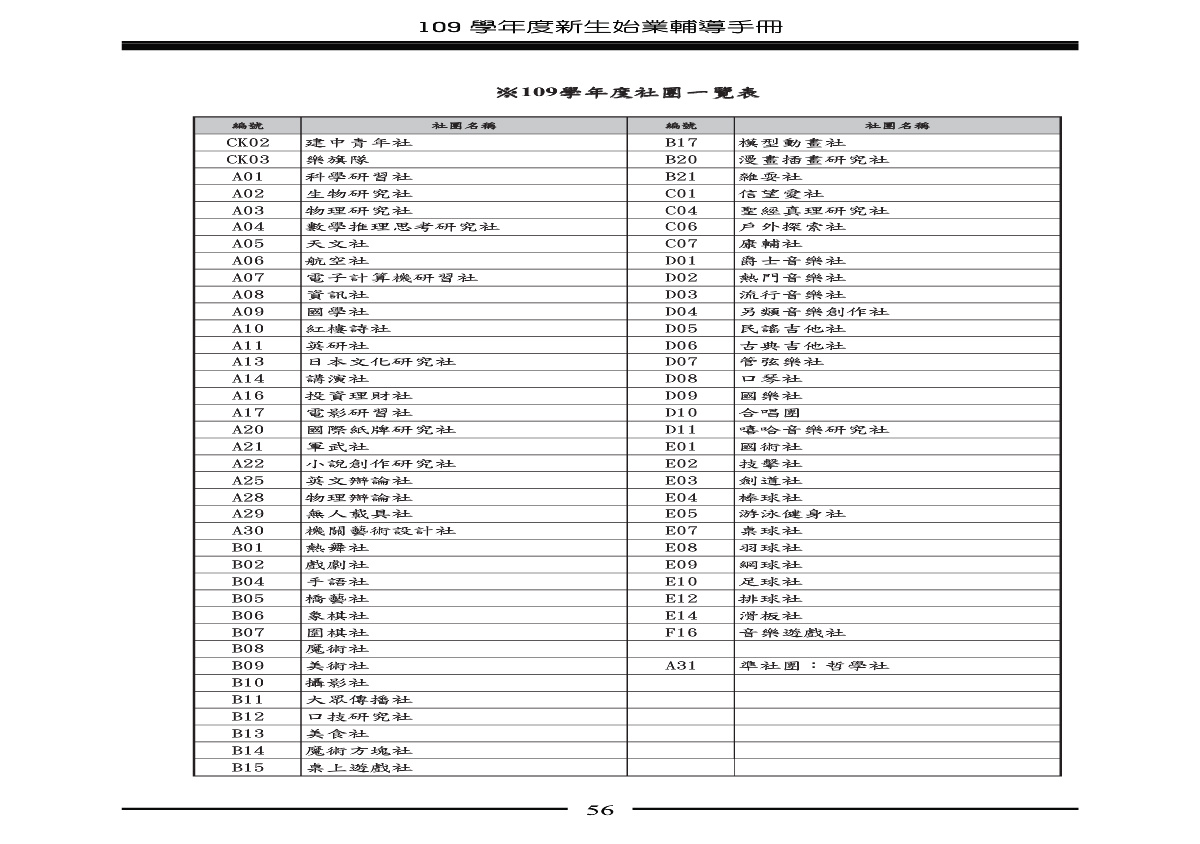 109 學年度新生始業輔導手冊
※109學年度社團一覽表
編號 社團名稱 編號 社團名稱
CK02 建中青年社 B17 模型動畫社
CK03 樂旗隊 B20 漫畫插畫研究社
A01 科學研習社 B21 雜耍社
A02 生物研究社 C01 信望愛社
A03 物理研究社 C04 聖經真理研究社
A04 數學推理思考研究社 C06 戶外探索社
A05 天文社 C07 康輔社
A06 航空社 D01 爵士音樂社
A07 電子計算機研習社 D02 熱門音樂社
A08 資訊社 D03 流行音樂社
A09 國學社 D04 另類音樂創作社
A10 紅樓詩社 D05 民謠吉他社
A11 英研社 D06 古典吉他社
A13 日本文化研究社 D07 管弦樂社
A14 講演社 D08 口琴社
A16 投資理財社 D09 國樂社
A17 電影研習社 D10 合唱團
A20 國際紙牌研究社 D11 嘻哈音樂研究社
A21 軍武社 E01 國術社
A22 小說創作研究社 E02 技擊社
A25 英文辯論社 E03 劍道社
A28 物理辯論社 E04 棒球社
A29 無人載具社 E05 游泳健身社
A30 機關藝術設計社 E07 桌球社
B01 熱舞社 E08 羽球社
B02 戲劇社 E09 網球社
B04 手語社 E10 足球社
B05 橋藝社 E12 排球社
B06 象棋社 E14 滑板社
B07 圍棋社 F16 音樂遊戲社
B08 魔術社
B09 美術社 A31 準社團：哲學社
B10 攝影社
B11 大眾傳播社
B12 口技研究社
B13 美食社
B14 魔術方塊社
B15 桌上遊戲社
56